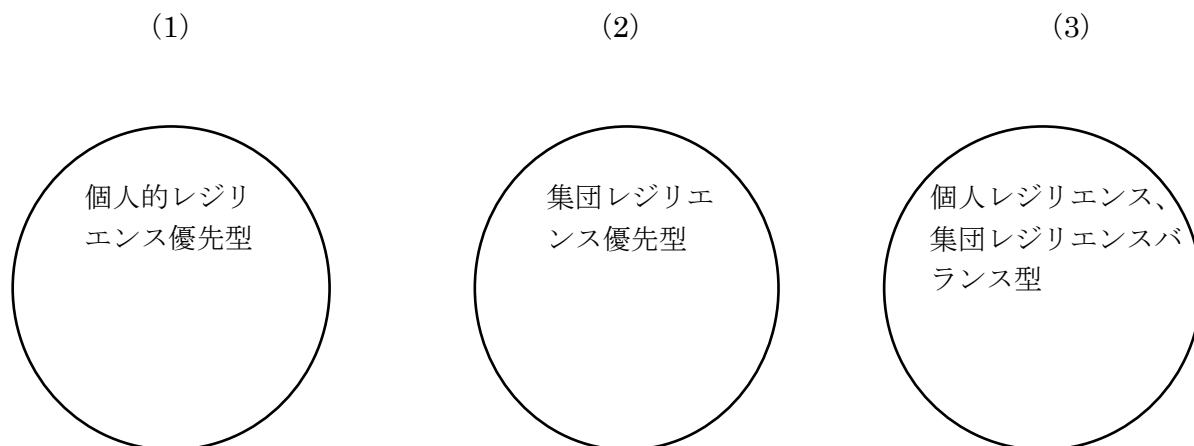 (1)
(2)
(3)
個人的レジリ
エンス優先型
集団レジリエ
ンス優先型
個人レジリエンス、
集団レジリエンスバ
ランス型